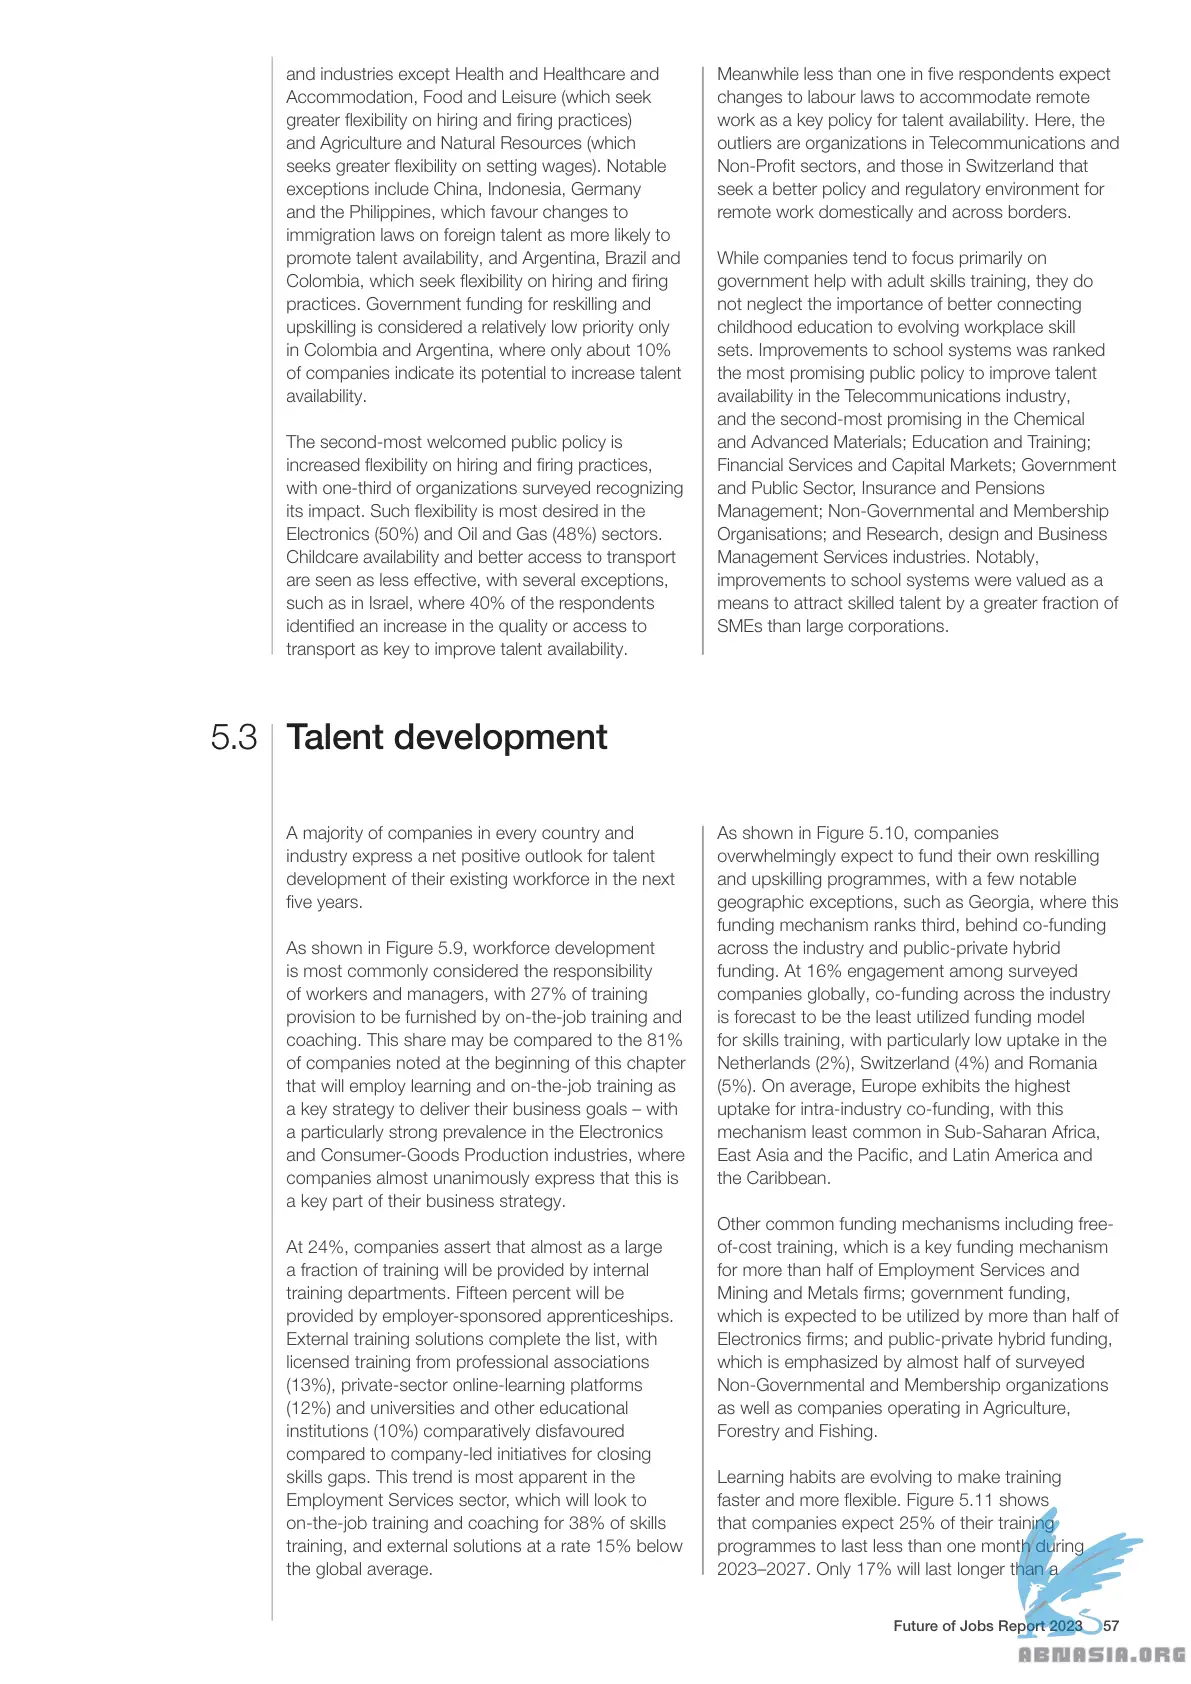 and industries except Health and Healthcare and
Accommodation, Food and Leisure (which seek
greater flexibility on hiring and firing practices)
and Agriculture and Natural Resources (which
seeks greater flexibility on setting wages). Notable
exceptions include China, Indonesia, Germany
and the Philippines, which favour changes to
immigration laws on foreign talent as more likely to
promote talent availability, and Argentina, Brazil and
Colombia, which seek flexibility on hiring and firing
practices. Government funding for reskilling and
upskilling is considered a relatively low priority only
in Colombia and Argentina, where only about 10%
of companies indicate its potential to increase talent
availability.
The second-most welcomed public policy is
increased flexibility on hiring and firing practices,
with one-third of organizations surveyed recognizing
its impact. Such flexibility is most desired in the
Electronics (50%) and Oil and Gas (48%) sectors.
Childcare availability and better access to transport
are seen as less effective, with several exceptions,
such as in Israel, where 40% of the respondents
identified an increase in the quality or access to
transport as key to improve talent availability.
Meanwhile less than one in five respondents expect
changes to labour laws to accommodate remote
work as a key policy for talent availability. Here, the
outliers are organizations in Telecommunications and
Non-Profit sectors, and those in Switzerland that
seek a better policy and regulatory environment for
remote work domestically and across borders.
While companies tend to focus primarily on
government help with adult skills training, they do
not neglect the importance of better connecting
childhood education to evolving workplace skill
sets. Improvements to school systems was ranked
the most promising public policy to improve talent
availability in the Telecommunications industry,
and the second-most promising in the Chemical
and Advanced Materials; Education and Training;
Financial Services and Capital Markets; Government
and Public Sector, Insurance and Pensions
Management; Non-Governmental and Membership
Organisations; and Research, design and Business
Management Services industries. Notably,
improvements to school systems were valued as a
means to attract skilled talent by a greater fraction of
SMEs than large corporations.
5.3 Talent development
A majority of companies in every country and
industry express a net positive outlook for talent
development of their existing workforce in the next
five years.
As shown in Figure 5.9, workforce development
is most commonly considered the responsibility
of workers and managers, with 27% of training
provision to be furnished by on-the-job training and
coaching. This share may be compared to the 81%
of companies noted at the beginning of this chapter
that will employ learning and on-the-job training as
a key strategy to deliver their business goals – with
a particularly strong prevalence in the Electronics
and Consumer-Goods Production industries, where
companies almost unanimously express that this is
a key part of their business strategy.
At 24%, companies assert that almost as a large
a fraction of training will be provided by internal
training departments. Fifteen percent will be
provided by employer-sponsored apprenticeships.
External training solutions complete the list, with
licensed training from professional associations
(13%), private-sector online-learning platforms
(12%) and universities and other educational
institutions (10%) comparatively disfavoured
compared to company-led initiatives for closing
skills gaps. This trend is most apparent in the
Employment Services sector, which will look to
on-the-job training and coaching for 38% of skills
training, and external solutions at a rate 15% below
the global average.
As shown in Figure 5.10, companies
overwhelmingly expect to fund their own reskilling
and upskilling programmes, with a few notable
geographic exceptions, such as Georgia, where this
funding mechanism ranks third, behind co-funding
across the industry and public-private hybrid
funding. At 16% engagement among surveyed
companies globally, co-funding across the industry
is forecast to be the least utilized funding model
for skills training, with particularly low uptake in the
Netherlands (2%), Switzerland (4%) and Romania
(5%). On average, Europe exhibits the highest
uptake for intra-industry co-funding, with this
mechanism least common in Sub-Saharan Africa,
East Asia and the Pacific, and Latin America and
the Caribbean.
Other common funding mechanisms including free-
of-cost training, which is a key funding mechanism
for more than half of Employment Services and
Mining and Metals firms; government funding,
which is expected to be utilized by more than half of
Electronics firms; and public-private hybrid funding,
which is emphasized by almost half of surveyed
Non-Governmental and Membership organizations
as well as companies operating in Agriculture,
Forestry and Fishing.
Learning habits are evolving to make training
faster and more flexible. Figure 5.11 shows
that companies expect 25% of their training
programmes to last less than one month during
2023–2027. Only 17% will last longer than a
Future of Jobs Report 2023 57
ABNASIA.ORG